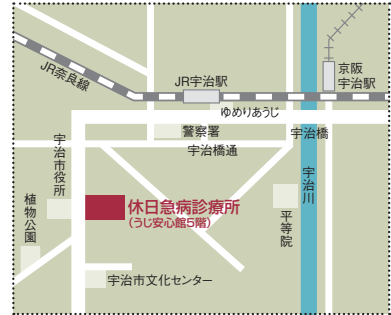 JR奈良線
JR宇治駅
京阪
宇治駅
ゆめりあうじ
警察署
宇治橋
宇治橋通
宇治市役所
宇治川
植物公園
休日急病診療所
(うじ安心館5階)
平等院
宇治市文化センター